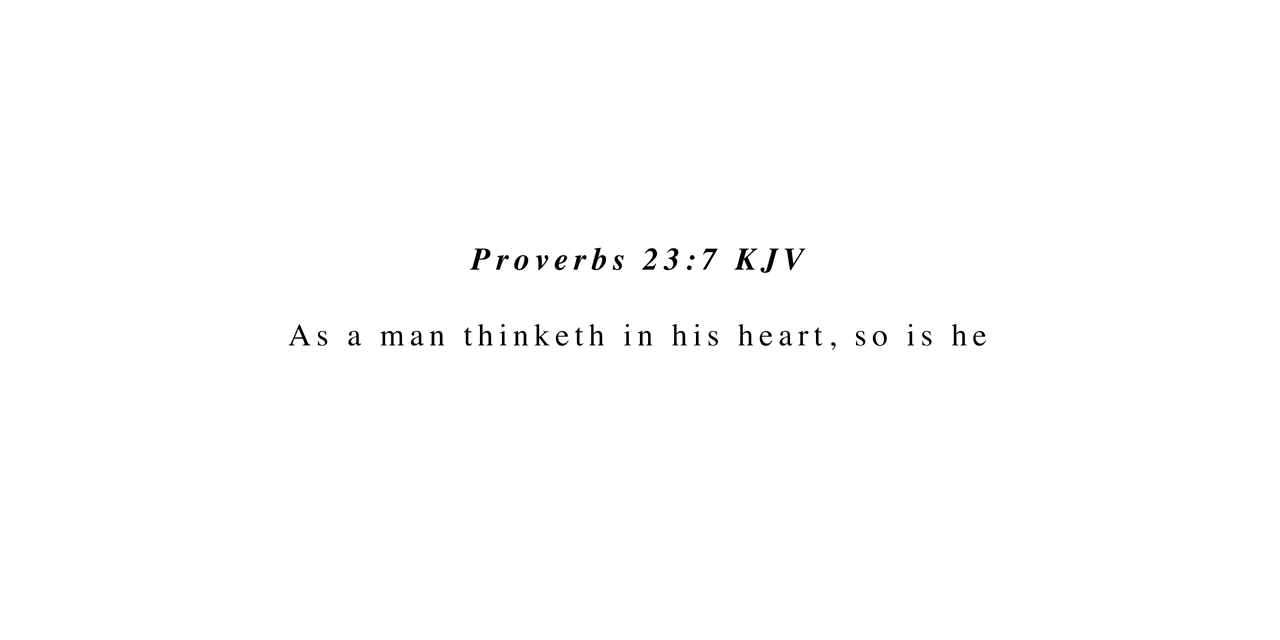 Proverbs 23:7 KJV
As a man thinketh in his heart, so is he